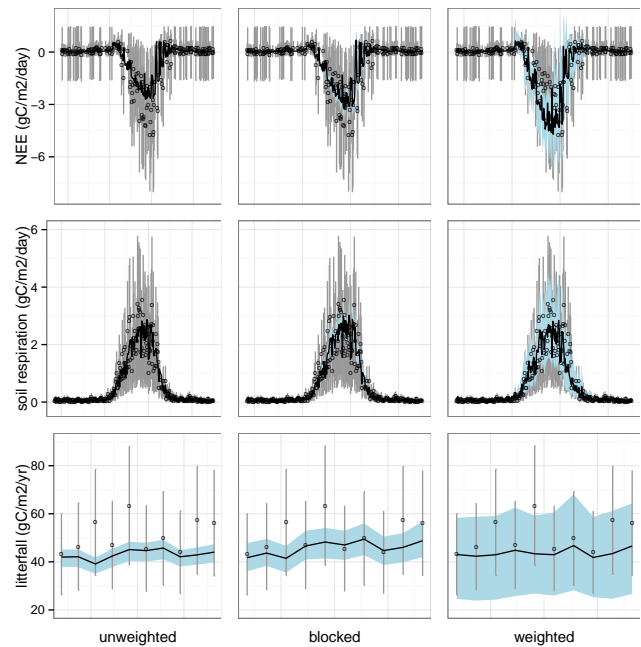 0
-3
-6
NEE (gC/m2/day)
6
4
2
0
soil respiration (gC/m2/day)
80
60
40
20
litterfall (gC/m2/yr)
unweighted
blocked
weighted